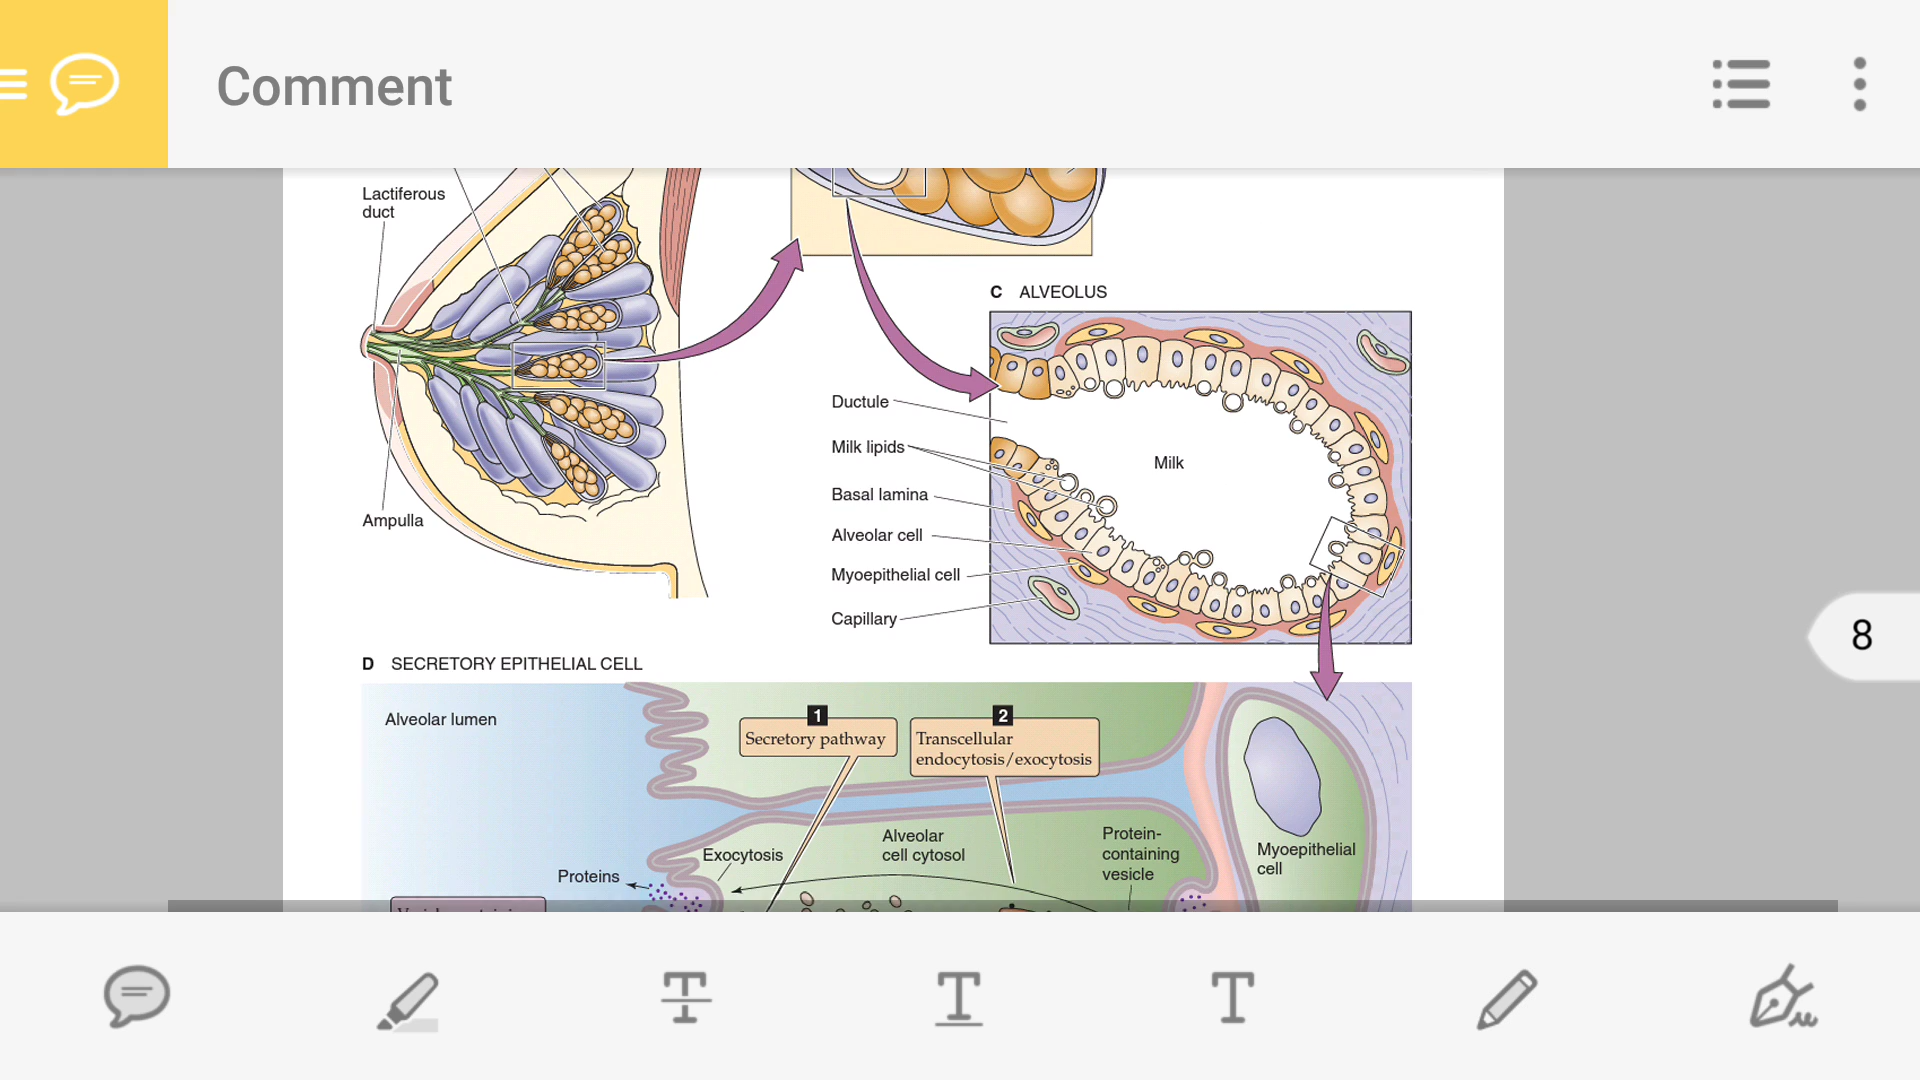 Comment
Lactiferous
duct
Ampulla
C ALVEOLUS
Ductule
Milk lipids
Basal lamina
Alveolar cell
Myoepithelial cell
Capillary
Milk
8
D SECRETORY EPITHELIAL CELL
Alveolar lumen
1
Secretory pathway
2
Transcellular
endocytosis/exocytosis
Alveolar
cell cytosol
Exocytosis
Proteins
Protein-
containing
vesicle
Myoepithelial
cell